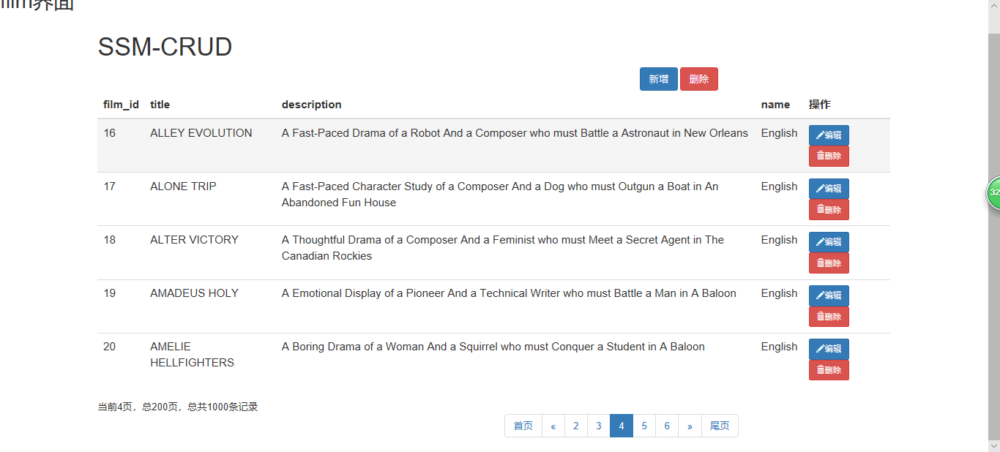 film界面
SSM-CRUD
新增 删除
film_id title description name 操作
16 ALLEY EVOLUTION A Fast-Paced Drama of a Robot And a Composer who must Battle a Astronaut in New Orleans English 编辑
删除
17 ALONE TRIP A Fast-Paced Character Study of a Composer And a Dog who must Outgun a Boat in An English 编辑
Abandoned Fun House 删除
18 ALTER VICTORY A Thoughtful Drama of a Composer And a Feminist who must Meet a Secret Agent in The English 编辑
Canadian Rockies 删除
19 AMADEUS HOLY A Emotional Display of a Pioneer And a Technical Writer who must Battle a Man in A Baloon English 编辑
删除
20 AMELIE A Boring Drama of a Woman And a Squirrel who must Conquer a Student in A Baloon English 编辑
HELLFIGHTERS 删除
当前4页，总200页，总共1000条记录
首页 « 2 3 4 5 6 » 尾页
32